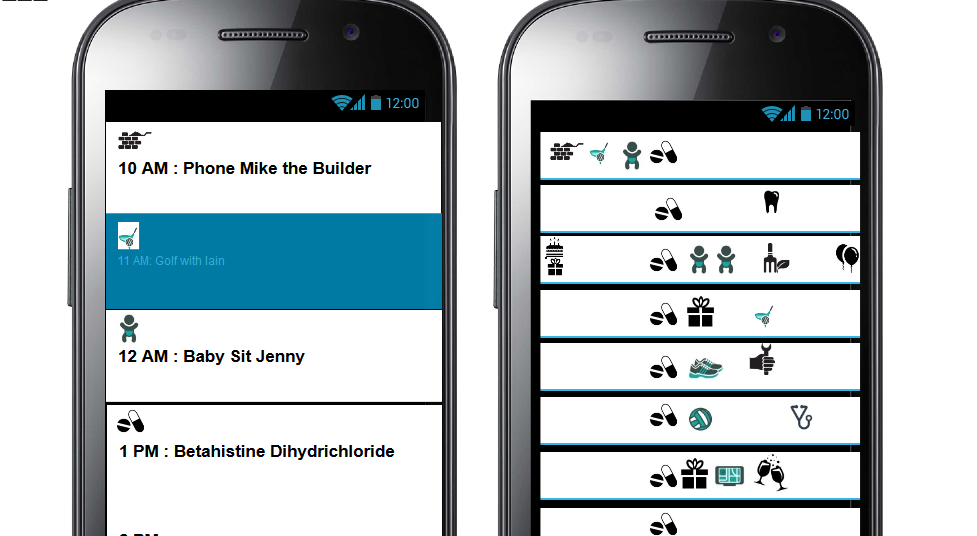 12:00
10 AM : Phone Mike the Builder
11 AM: Golf with Iain
12 AM : Baby Sit Jenny
1 PM : Betahistine Dihydrichloride
12:00